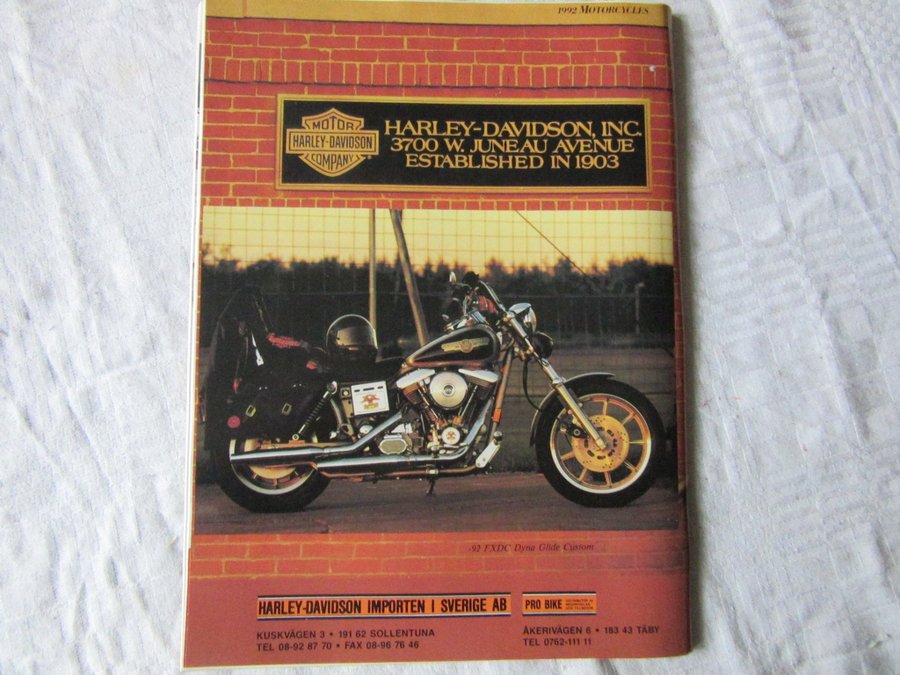 1992 MOTORCYCLES
MOTOR
HARLEY-DAVIDSON
COMPANY
HARLEY-DAVIDSON, INC.
3700 W. JUNEAU AVENUE
ESTABLISHED IN 1903
-92 FXDC Dyna Glide Custom
HARLEY-DAVIDSON IMPORTEN I SVERIGE AB
KUSKVÄGEN 3 • 191 62 SOLLENTUNA
TEL 08-92 87 70 • FAX 08-96 76 46
PRO BIKE
ÅKERIVÄGEN 6 • 183 43 TÄBY
TEL 0762-111 11